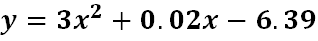 y = 3x² + 0.02x − 6.39